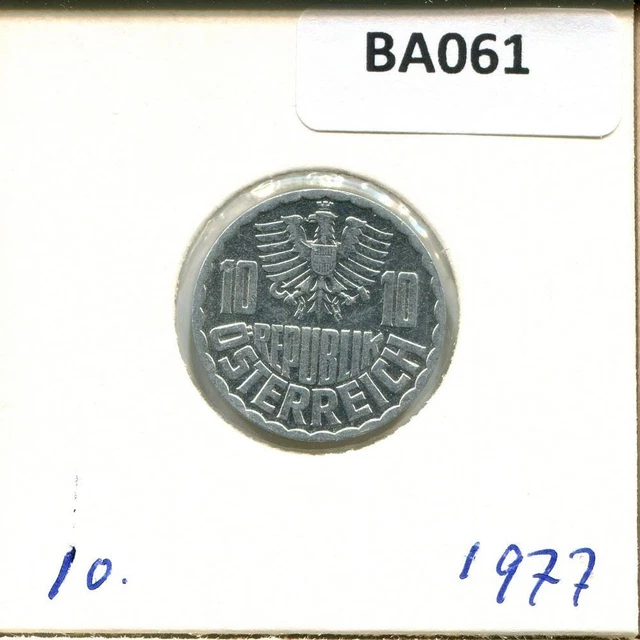 BA061
10 10
REPUBLIK
ÖSTERREICH
10. 1977